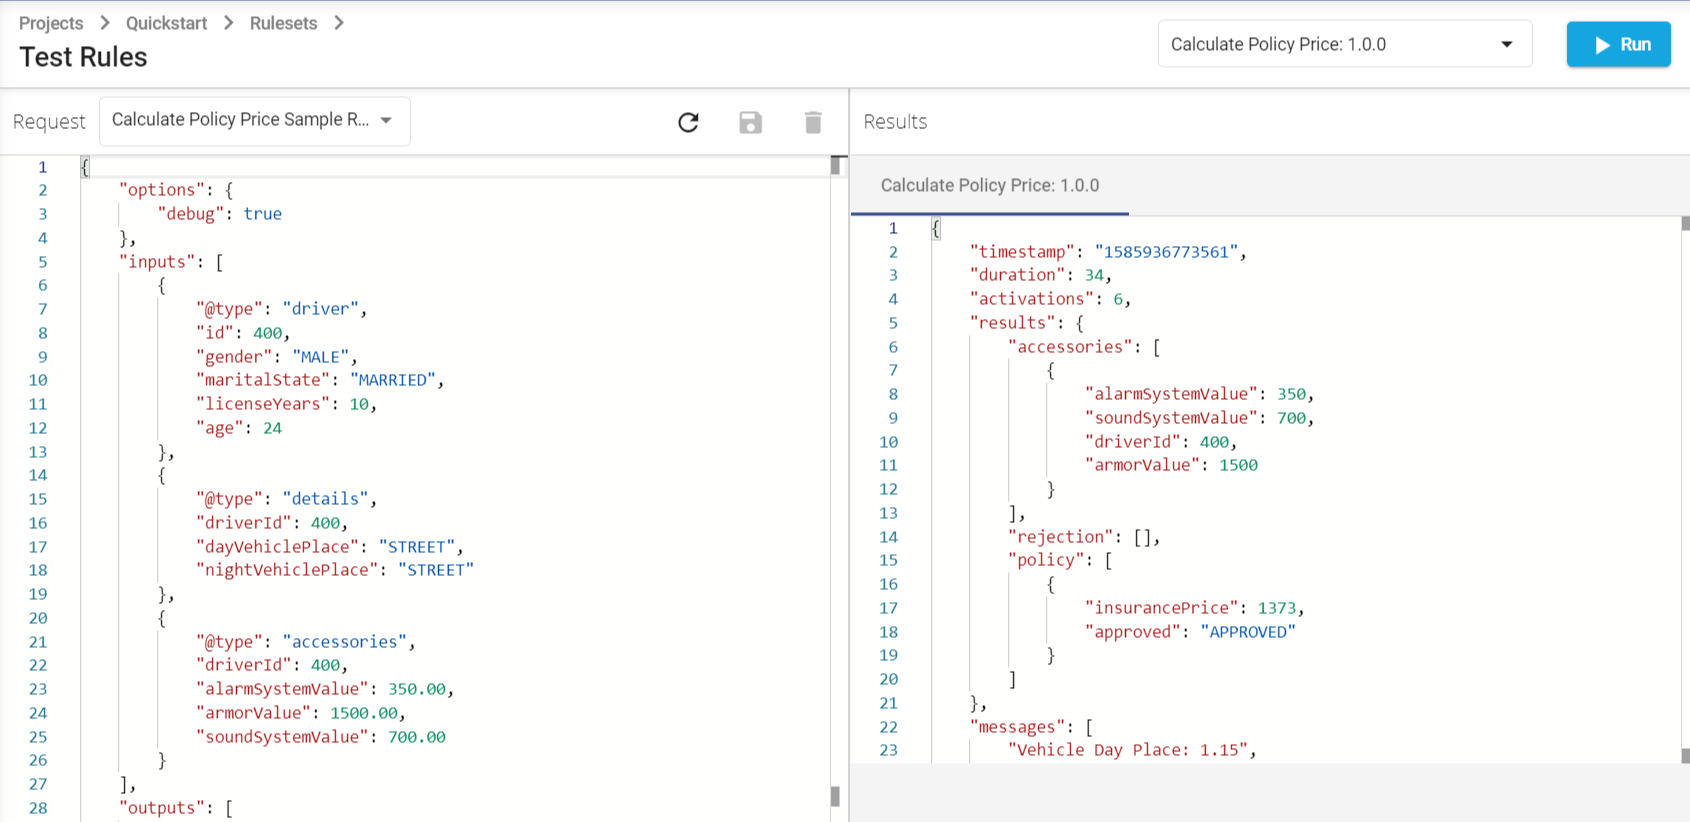 Projects > Quickstart > Rulesets >
Test Rules
Calculate Policy Price: 1.0.0
Run
Request
Calculate Policy Price Sample R...
1 {
2 "options": {
3 "debug": true
4 },
5 "inputs": [
6 {
7 "@type": "driver",
8 "id": 400,
9 "gender": "MALE",
10 "maritalState": "MARRIED",
11 "licenseYears": 10,
12 "age": 24
13 },
14 {
15 "@type": "details",
16 "driverId": 400,
17 "dayVehiclePlace": "STREET",
18 "nightVehiclePlace": "STREET"
19 },
20 {
21 "@type": "accessories",
22 "driverId": 400,
23 "alarmSystemValue": 350.00,
24 "armorValue": 1500.00,
25 "soundSystemValue": 700.00
26 }
27 ],
28 "outputs": [
Results
Calculate Policy Price: 1.0.0
1 {
2 "timestamp": "1585936773561",
3 "duration": 34,
4 "activations": 6,
5 "results": {
6 "accessories": [
7 {
8 "alarmSystemValue": 350,
9 "soundSystemValue": 700,
10 "driverId": 400,
11 "armorValue": 1500
12 }
13 ],
14 "rejection": [],
15 "policy": [
16 {
17 "insurancePrice": 1373,
18 "approved": "APPROVED"
19 }
20 ]
21 },
22 "messages": [
23 "Vehicle Day Place: 1.15",